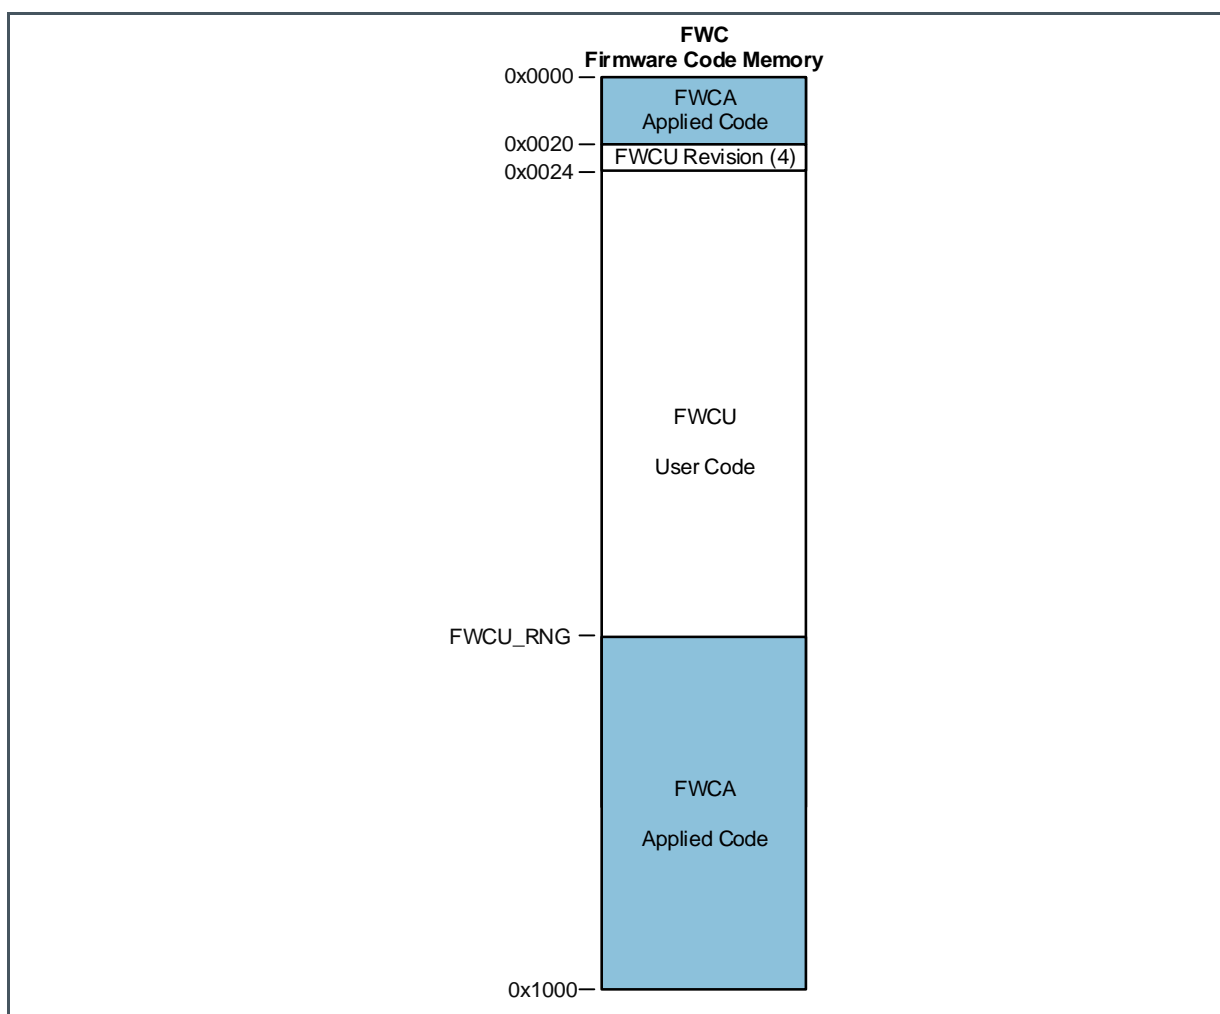 FWC
Firmware Code Memory
0x0000
FWCA
Applied Code
0x0020
FWCU Revision (4)
0x0024
FWCU
User Code
FWCU_RNG
FWCA
Applied Code
0x1000